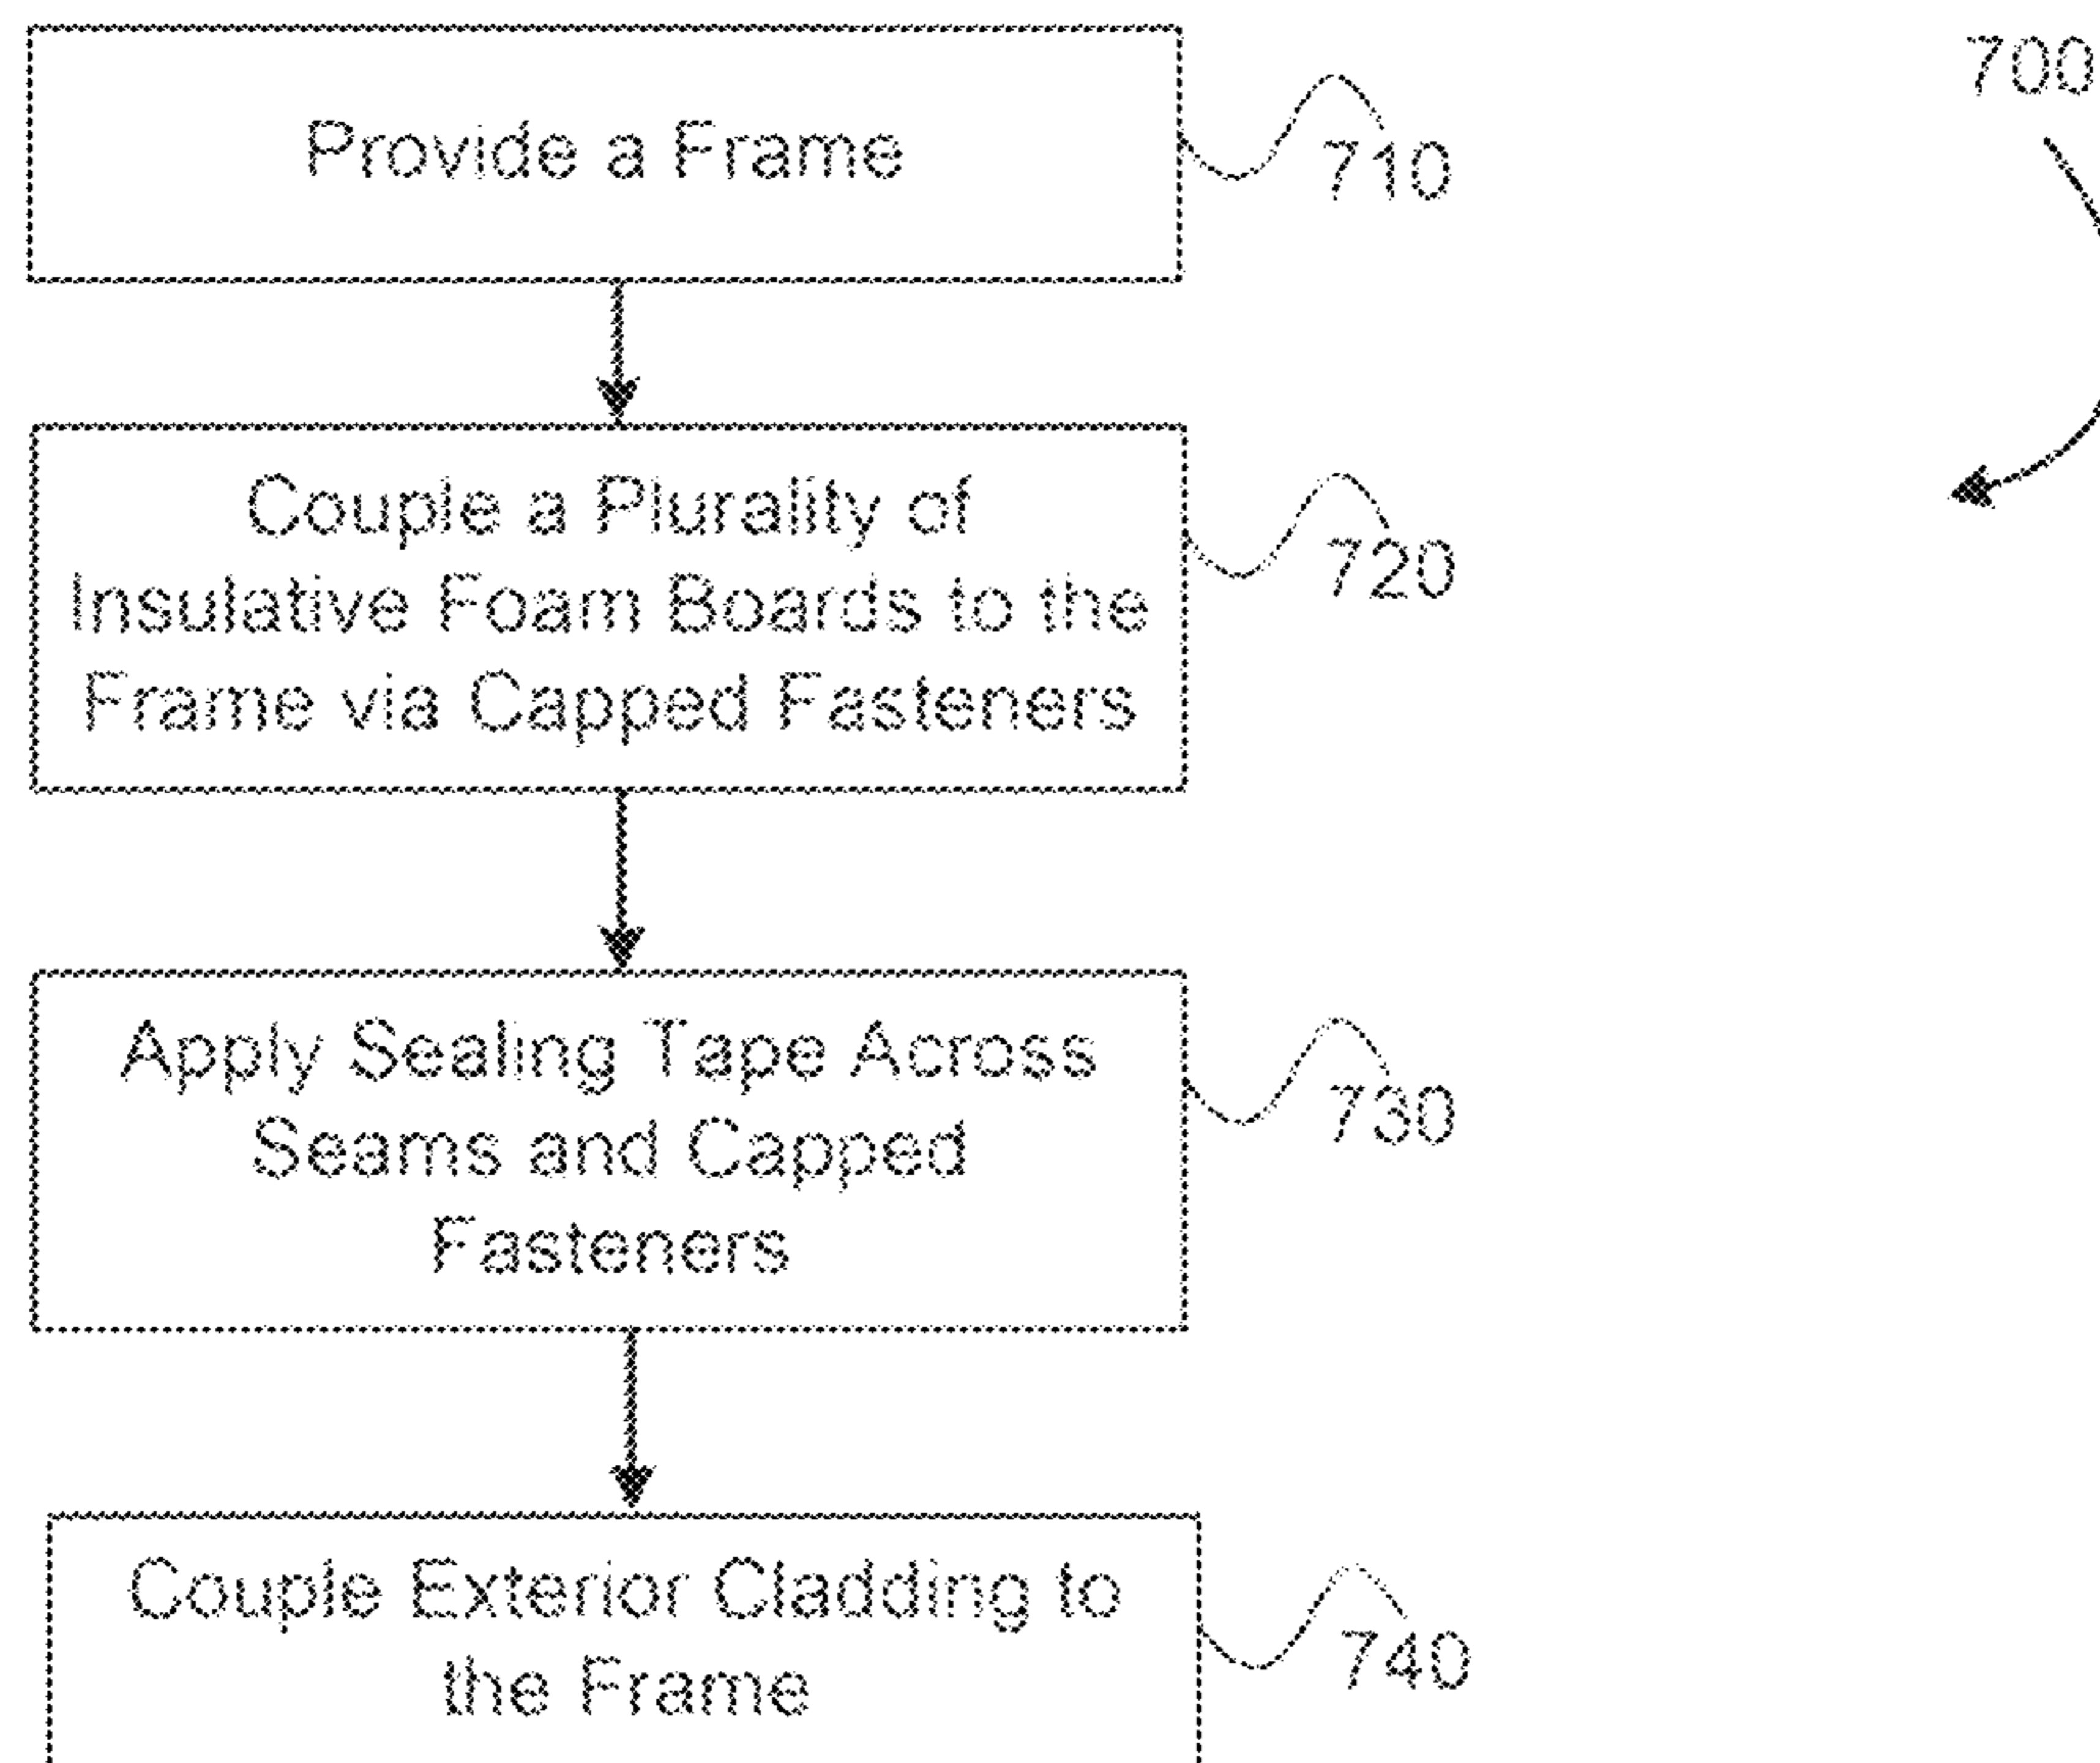 Provide a Frame
710
700
Couple a Plurality of
Insulative Foam Boards to the
Frame via Capped Fasteners
720
Apply Sealing Tape Across
Seams and Capped
Fasteners
730
Couple Exterior Cladding to
the Frame
740